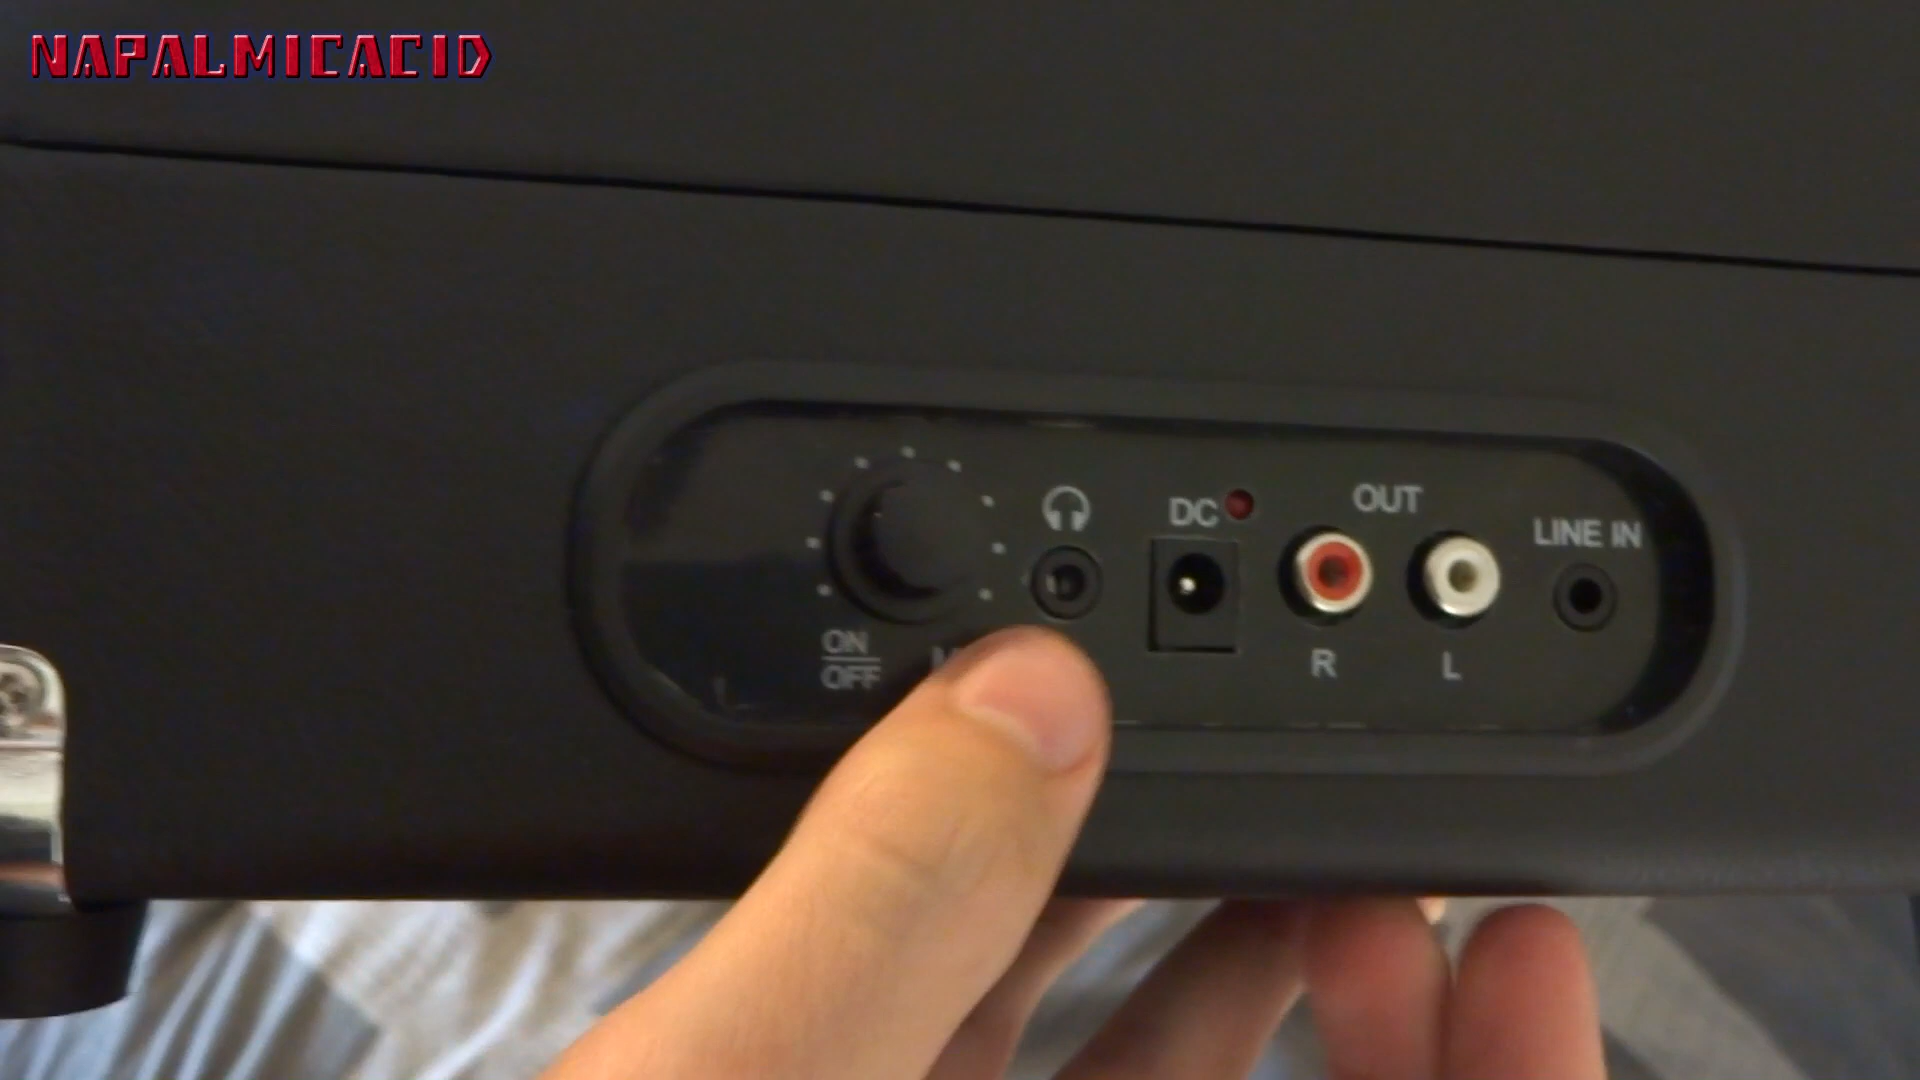 NAPALMICACID
DC
OUT
LINE IN
ON
OFF
R
L